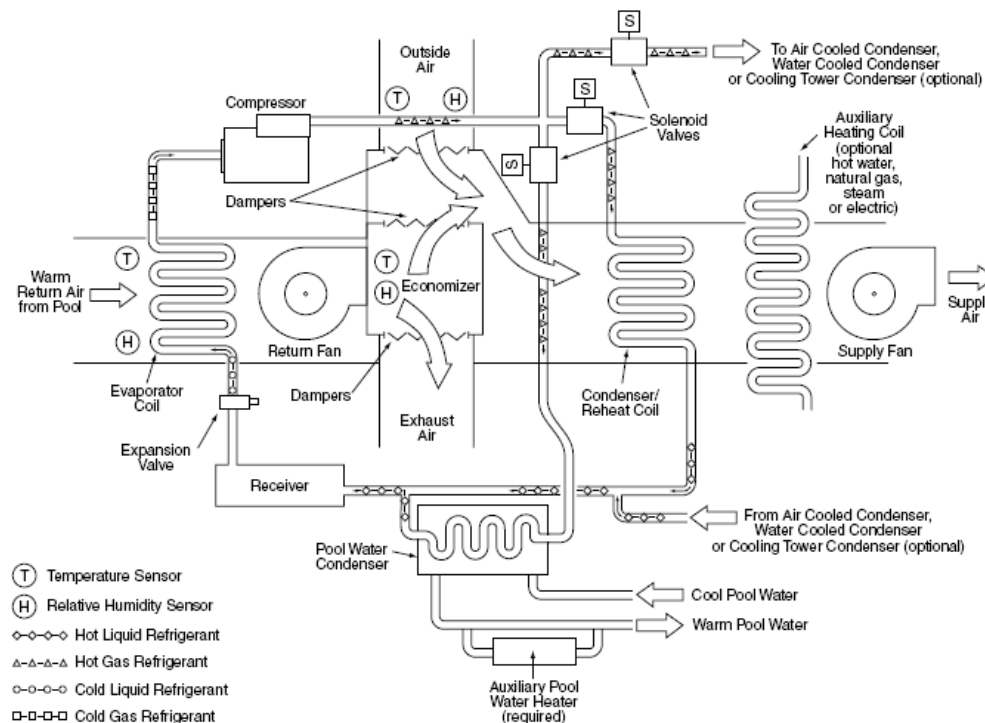 Outside
Air
T
H
S
S
S
To Air Cooled Condenser,
Water Cooled Condenser
or Cooling Tower Condenser (optional)
Compressor
Solenoid
Valves
Auxiliary
Heating Coil
(optional
hot water,
natural gas,
steam
or electric)
Dampers
T
Warm
Return Air
from Pool
H
T
H
Economizer
Return Fan
Supply
Air
Supply Fan
Evaporator
Coil
Dampers
Condenser/
Reheat Coil
Exhaust
Air
Expansion
Valve
Receiver
From Air Cooled Condenser,
Water Cooled Condenser
or Cooling Tower Condenser (optional)
Pool Water
Condenser
Cool Pool Water
Warm Pool Water
Auxiliary Pool
Water Heater
(required)
T Temperature Sensor
H Relative Humidity Sensor
Hot Liquid Refrigerant
Hot Gas Refrigerant
Cold Liquid Refrigerant
Cold Gas Refrigerant